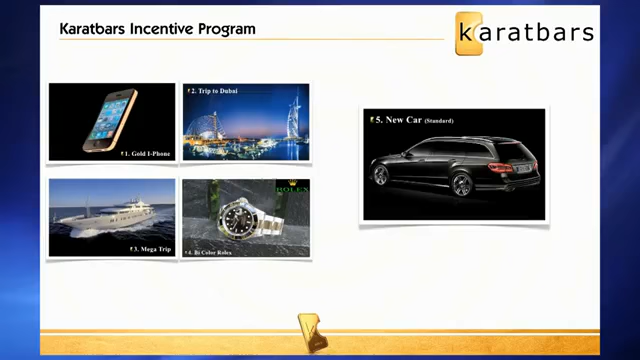 Karatbars Incentive Program
karatbars
1. Gold I-Phone
2. Trip to Dubai
3. Mega Trip
ROLEX
4. Bi Color Rolex
5. New Car (Standard)